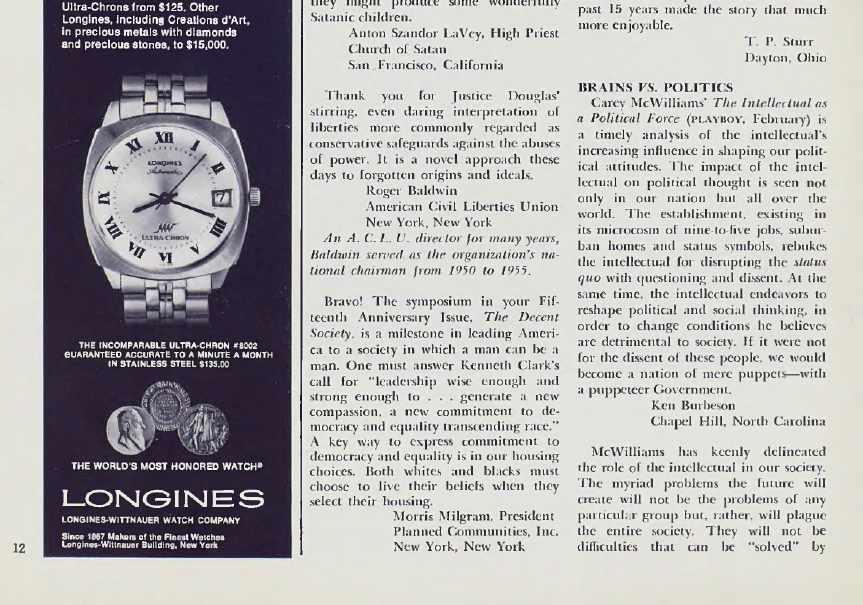 Ultra-Chrons from $125. Other
Longines, including Creations d'Art,
in precious metals with diamonds
and precious stones, to $15,000.
XII
LONGINES
Automatic
7
ULTRA-CHRON
THE INCOMPARABLE ULTRA-CHRON #8002
GUARANTEED ACCURATE TO A MINUTE A MONTH
IN STAINLESS STEEL $135.00
THE WORLD'S MOST HONORED WATCH®
LONGINES
LONGINES-WITTNAUER WATCH COMPANY
Since 1867 Makers of the Finest Watches
Longines-Wittnauer Building, New York
12
they might produce some wonderfully
Satanic children.
Anton Szandor LaVey, High Priest
Church of Satan
San Francisco, California
Thank you for Justice Douglas'
stirring, even daring interpretation of
liberties more commonly regarded as
conservative safeguards against the abuses
of power. It is a novel approach these
days to forgotten origins and ideals.
Roger Baldwin
American Civil Liberties Union
New York, New York
An A. C. L. U. director for many years,
Baldwin served as the organization's na-
tional chairman from 1950 to 1955.
Bravo! The symposium in your Fif-
teenth Anniversary Issue, The Decent
Society, is a milestone in leading Ameri-
ca to a society in which a man can be a
man. One must answer Kenneth Clark's
call for "leadership wise enough and
strong enough to . . . generate a new
compassion, a new commitment to de-
mocracy and equality transcending race."
A key way to express commitment to
democracy and equality is in our housing
choices. Both whites and blacks must
choose to live their beliefs when they
select their housing.
Morris Milgram, President
Planned Communities, Inc.
New York, New York
past 15 years made the story that much
more enjoyable.
T. P. Sturr
Dayton, Ohio
BRAINS VS. POLITICS
Carey McWilliams' The Intellectual as
a Political Force (PLAYBOY, February) is
a timely analysis of the intellectual's
increasing influence in shaping our polit-
ical attitudes. The impact of the intel-
lectual on political thought is seen not
only in our nation but all over the
world. The establishment, existing in
its microcosm of nine-to-five jobs, subur-
ban homes and status symbols, rebukes
the intellectual for disrupting the status
quo with questioning and dissent. At the
same time, the intellectual endeavors to
reshape political and social thinking, in
order to change conditions he believes
are detrimental to society. If it were not
for the dissent of these people, we would
become a nation of mere puppets—with
a puppeteer Government.
Ken Burbeson
Chapel Hill, North Carolina
McWilliams has keenly delineated
the role of the intellectual in our society.
The myriad problems the future will
create will not be the problems of any
particular group but, rather, will plague
the entire society. They will not be
difficulties that can be "solved" by